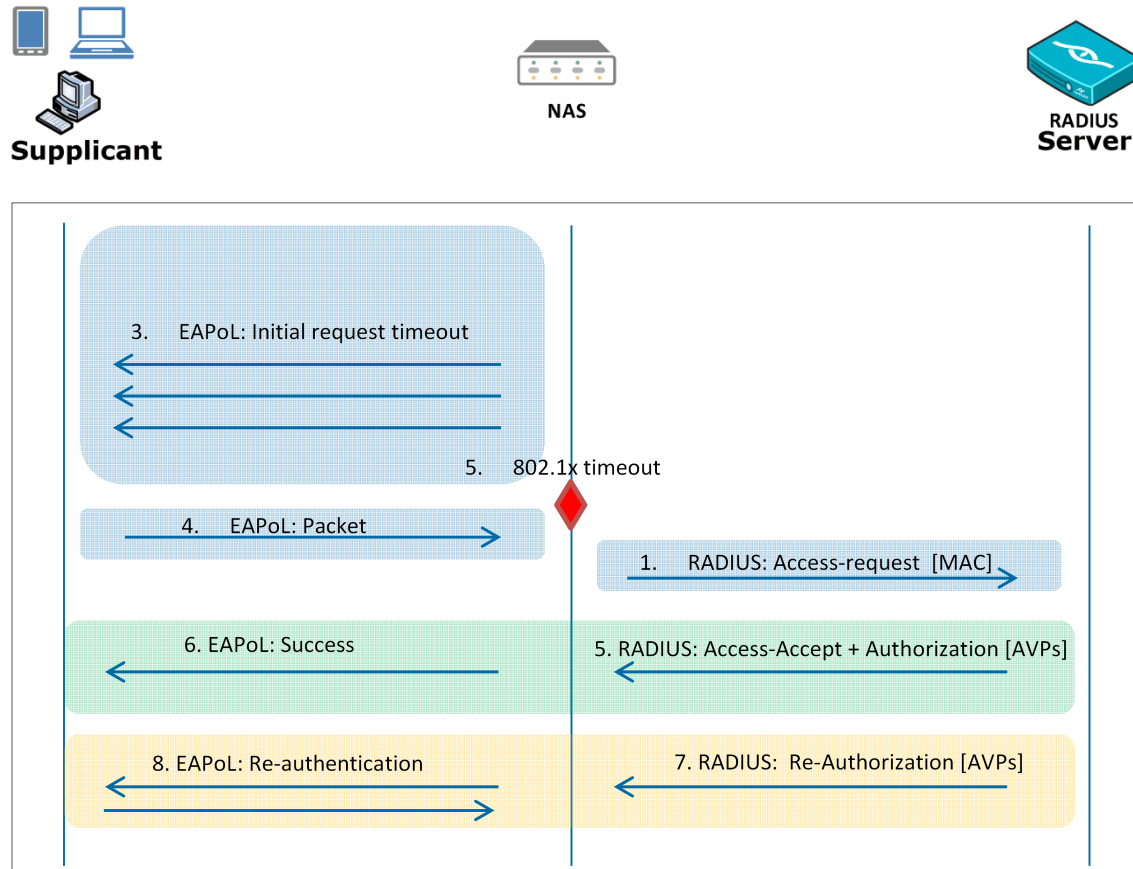 NAS
RADIUS
Server
Supplicant
3. EAPoL: Initial request timeout
5. 802.1x timeout
4. EAPoL: Packet
1. RADIUS: Access-request [MAC]
6. EAPoL: Success
5. RADIUS: Access-Accept + Authorization [AVPs]
8. EAPoL: Re-authentication
7. RADIUS: Re-Authorization [AVPs]